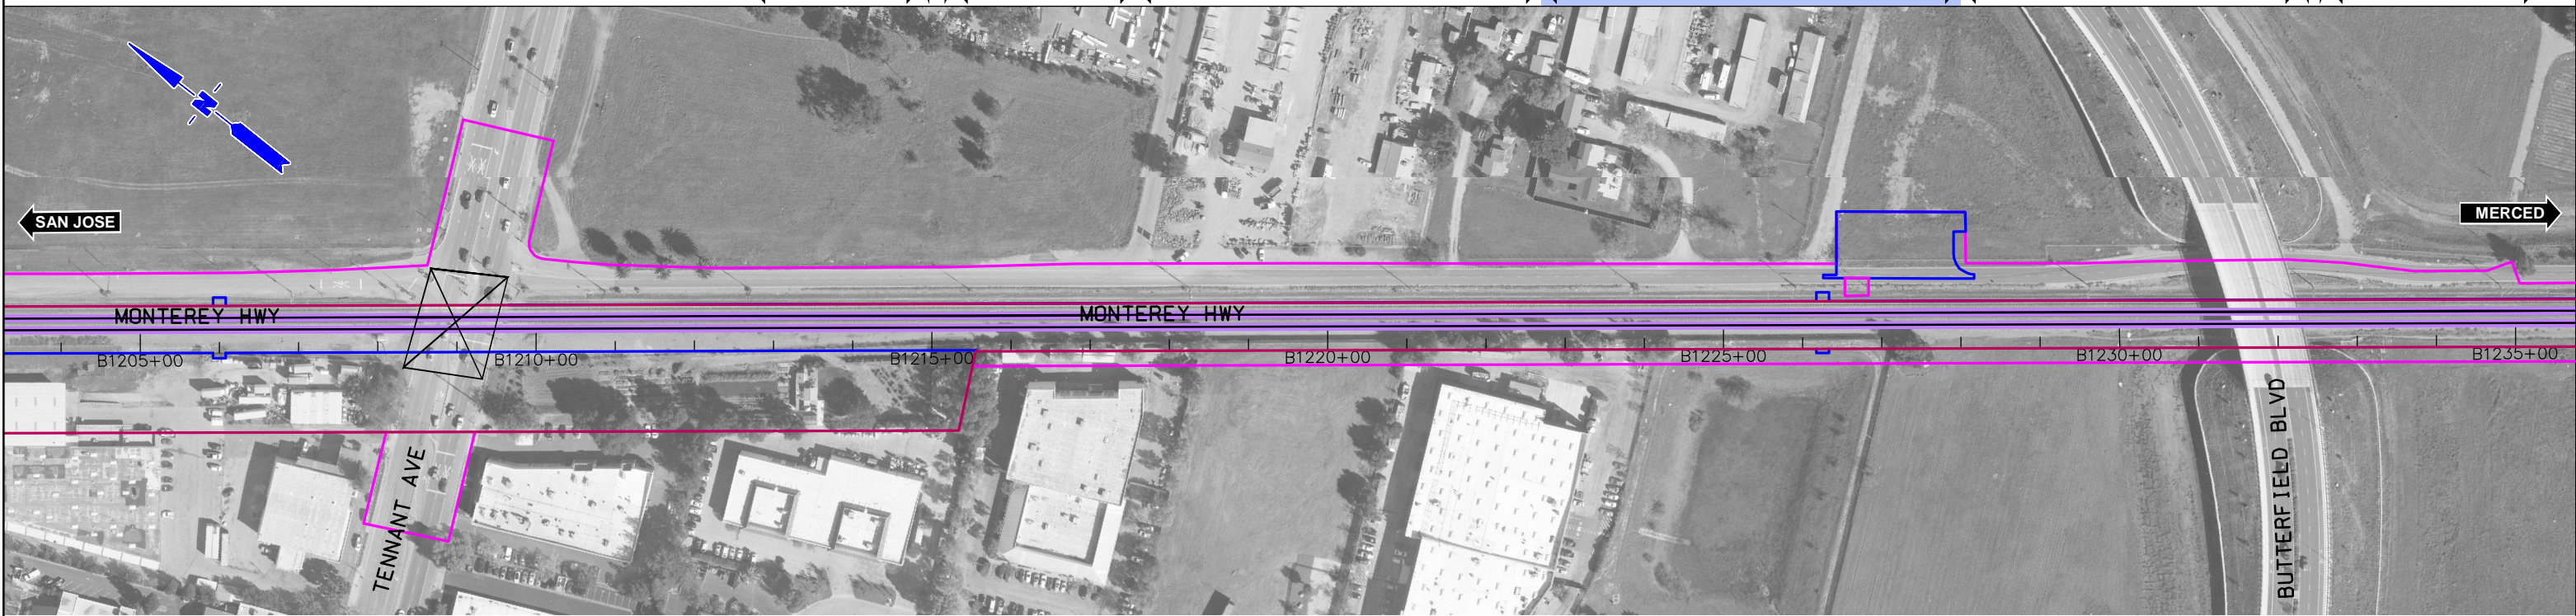 N
SAN JOSE
MERCED
MONTEREY HWY
MONTEREY HWY
B1205+00
B1210+00
B1215+00
B1220+00
B1225+00
B1230+00
B1235+00
TENNANT AVE
BUTTERFIELD BLVD